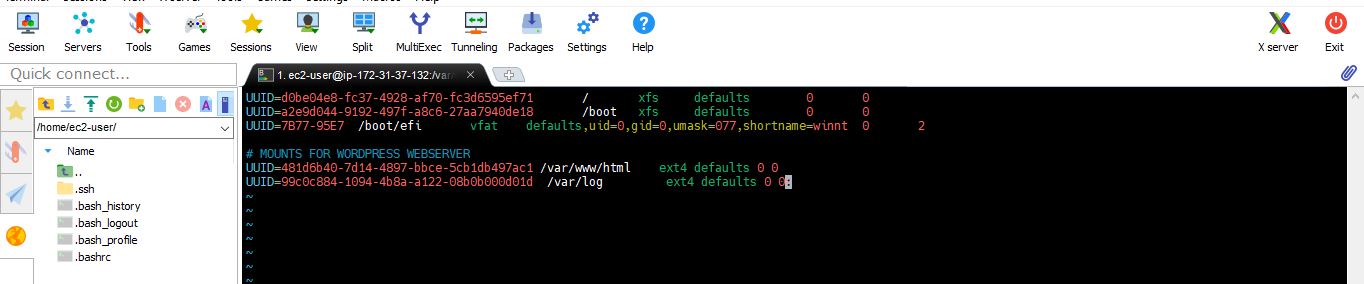 Session Servers Tools Games Sessions View Split MultiExec Tunneling Packages Settings Help X server Exit
Quick connect...
1. ec2-user@ip-172-31-37-132:/var
/home/ec2-user/
Name
..
.ssh
.bash_history
.bash_logout
.bash_profile
.bashrc
UUID=d0be04e8-fc37-4928-af70-fc3d6595ef71 / xfs defaults 0 0
UUID=a2e9d044-9192-497f-a8c6-27aa7940de18 /boot xfs defaults 0 0
UUID=7B77-95E7 /boot/efi vfat defaults,uid=0,gid=0,umask=077,shortname=winnt 0 2
# MOUNTS FOR WORDPRESS WEBSERVER
UUID=481d6b40-7d14-4897-bbce-5cb1db497ac1 /var/www/html ext4 defaults 0 0
UUID=99c0c884-1094-4b8a-a122-08b0b000d01d /var/log ext4 defaults 0 0:
~
~
~
~
~
~
~